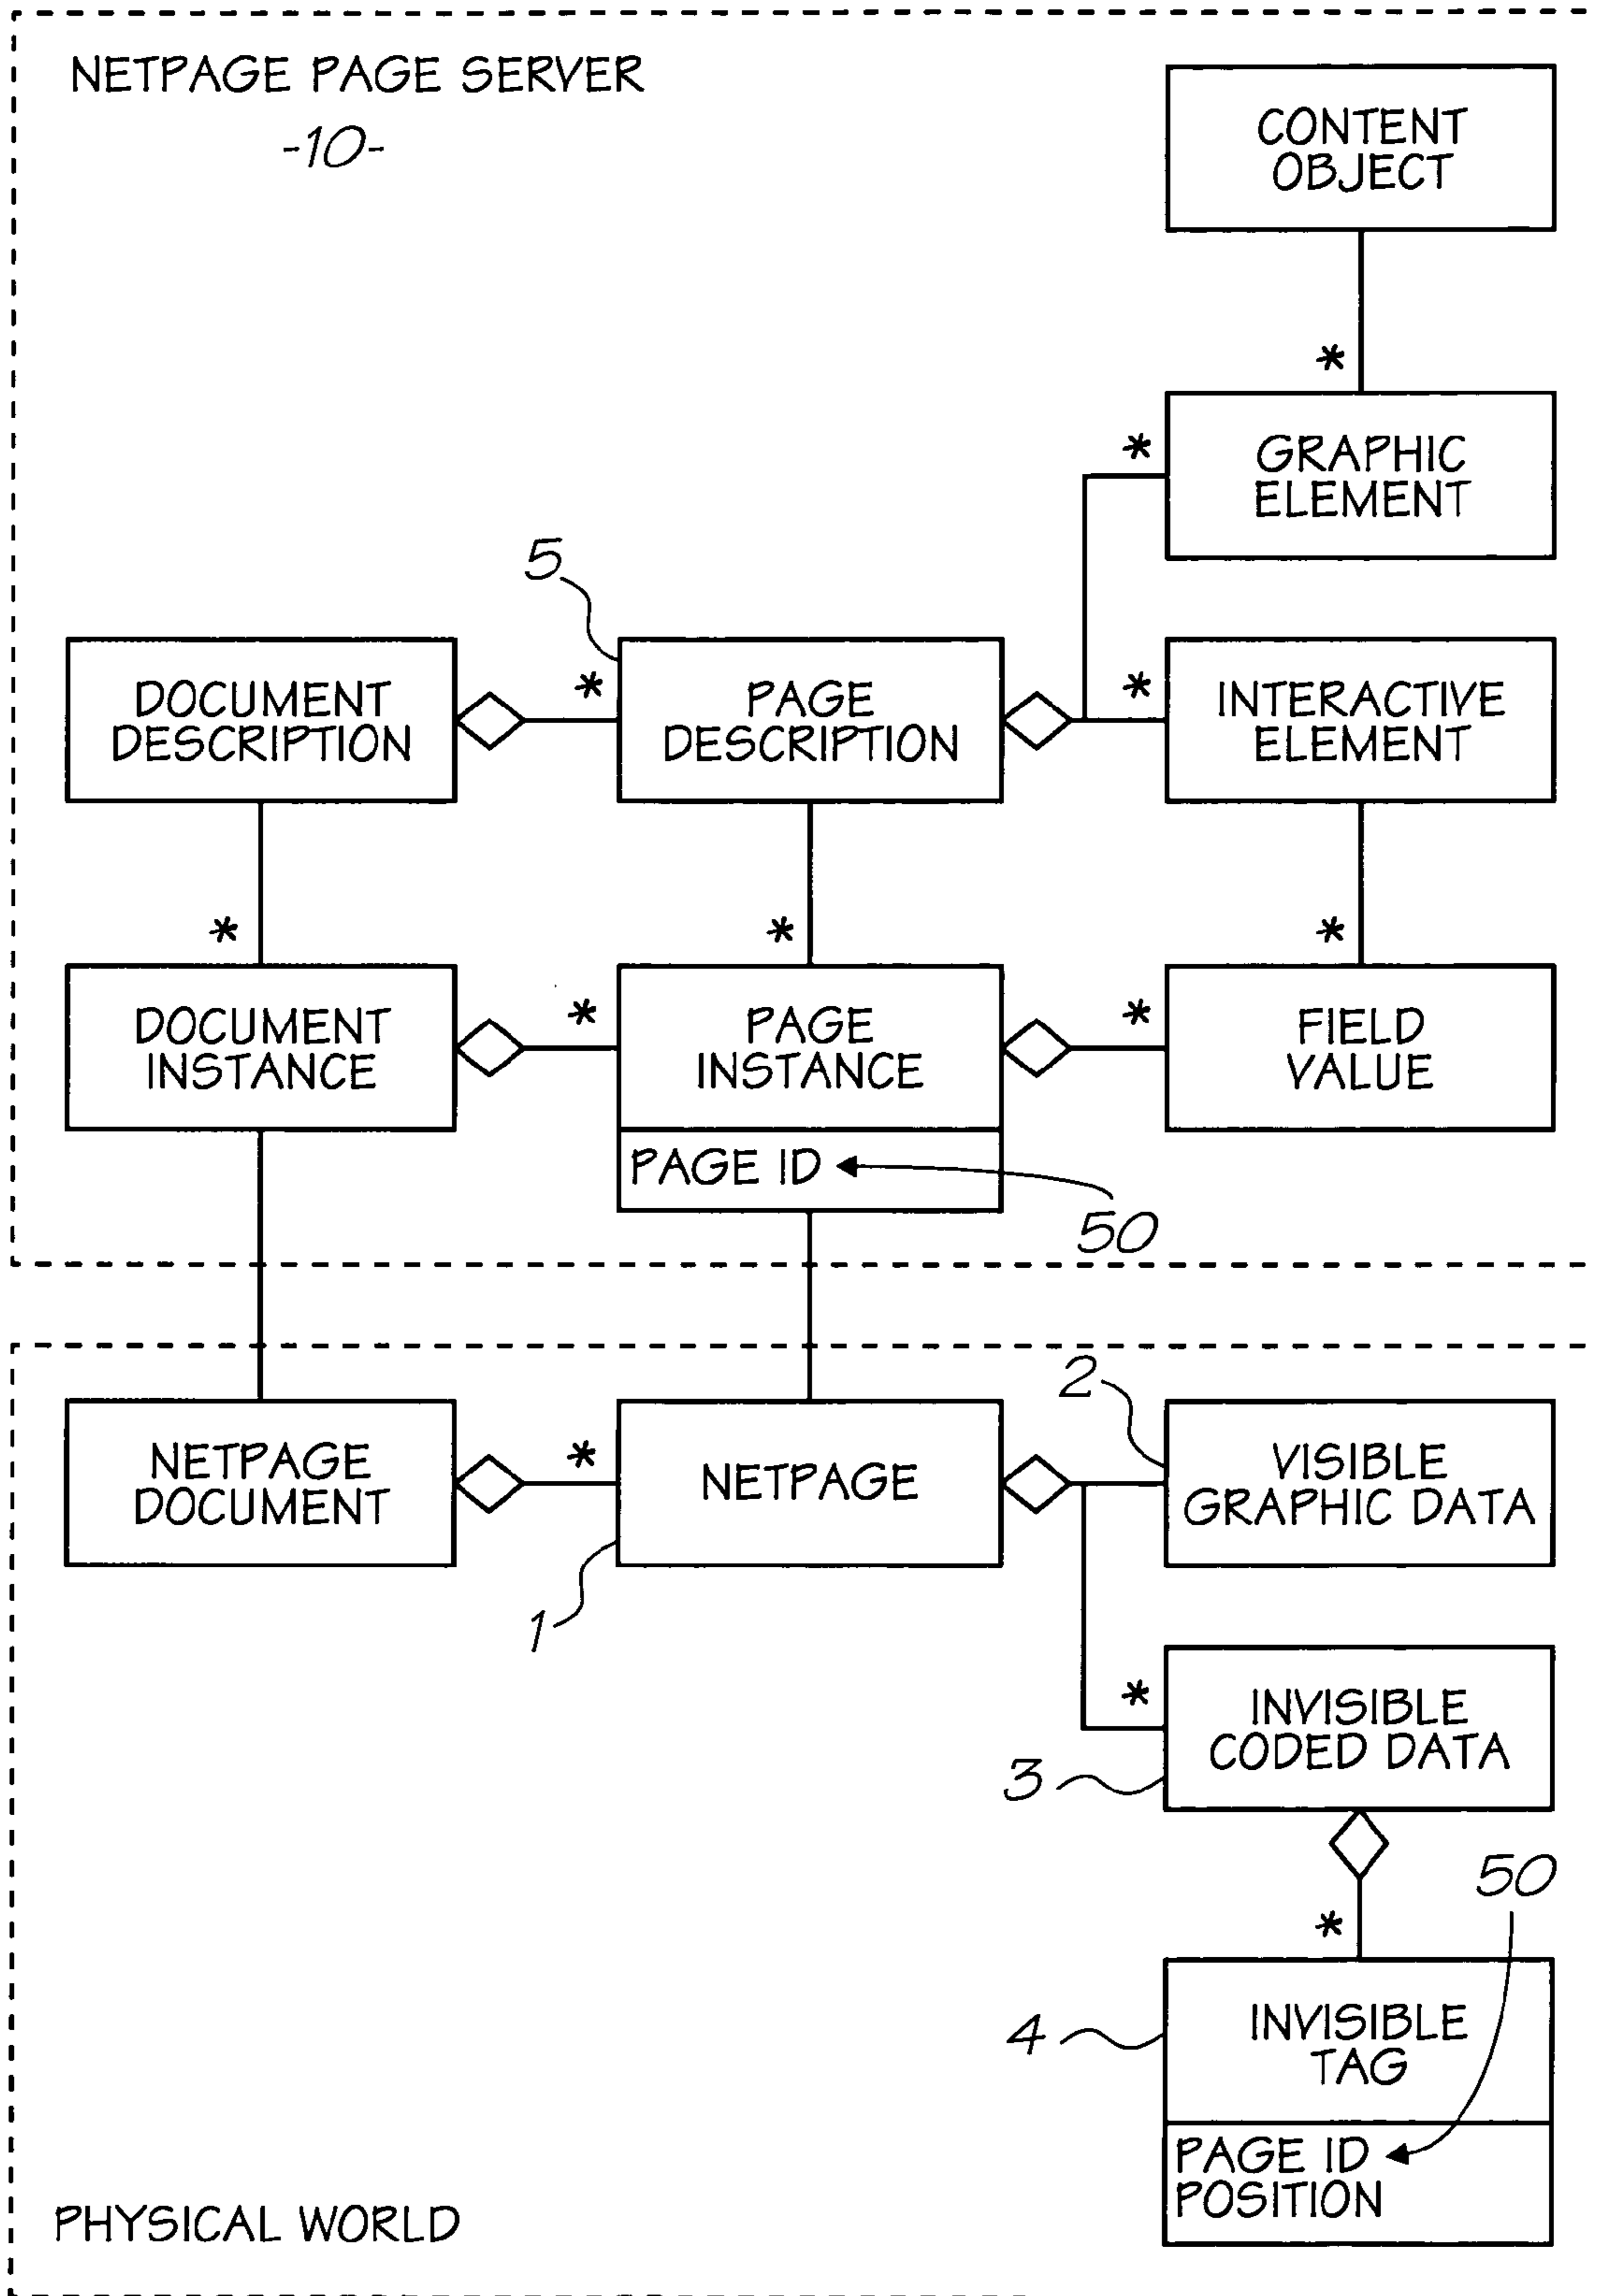 NETPAGE PAGE SERVER
-10-
CONTENT
OBJECT
*
*
GRAPHIC
ELEMENT
5
DOCUMENT
DESCRIPTION
*
PAGE
DESCRIPTION
*
INTERACTIVE
ELEMENT
*
*
*
DOCUMENT
INSTANCE
*
PAGE
INSTANCE
*
FIELD
VALUE
PAGE ID
50
2
NETPAGE
DOCUMENT
*
NETPAGE
VISIBLE
GRAPHIC DATA
1
*
INVISIBLE
CODED DATA
3
50
*
4
INVISIBLE
TAG
PAGE ID
POSITION
PHYSICAL WORLD